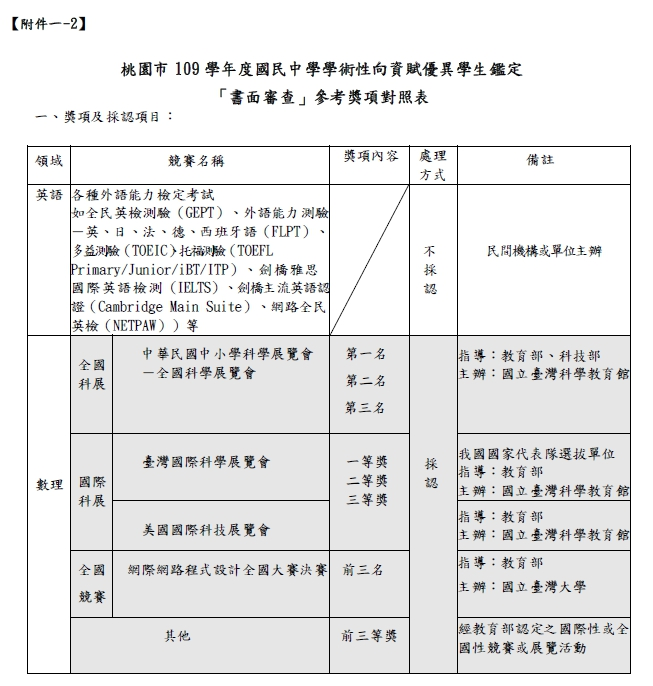 【附件一-2】
桃園市 109 學年度國民中學學術性向資賦優異學生鑑定
「書面審查」參考獎項對照表
一、獎項及採認項目：
領域
競賽名稱
獎項內容
處理
方式
備註
英語
各種外語能力檢定考試
如全民英檢測驗（GEPT）、外語能力測驗
－英、日、法、德、西班牙語（FLPT）、
多益測驗（TOEIC）、托福測驗（TOEFL
Primary/Junior/iBT/ITP）、劍橋雅思
國際英語檢測（IELTS）、劍橋主流英語認
證（Cambridge Main Suite）、網路全民
英檢（NETPAW））等
不
採
認
民間機構或單位主辦
數理
全國
科展
中華民國中小學科學展覽會
－全國科學展覽會
第一名
第二名
第三名
採
認
指導：教育部、科技部
主辦：國立臺灣科學教育館
國際
科展
臺灣國際科學展覽會
一等獎
二等獎
三等獎
我國國家代表隊選拔單位
指導：教育部
主辦：國立臺灣科學教育館
美國國際科技展覽會
指導：教育部
主辦：國立臺灣科學教育館
全國
競賽
網際網路程式設計全國大賽決賽
前三名
指導：教育部
主辦：國立臺灣大學
其他
前三等獎
經教育部認定之國際性或全
國性競賽或展覽活動